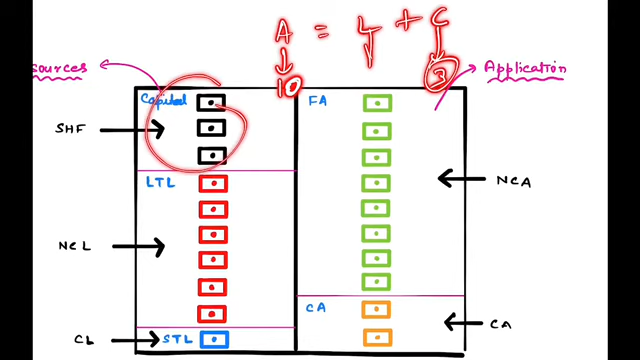 A = L + C
10 3
sources
Application
Capital
FA
SHF
LTL
NCA
NCL
CA
CL
STL
CA